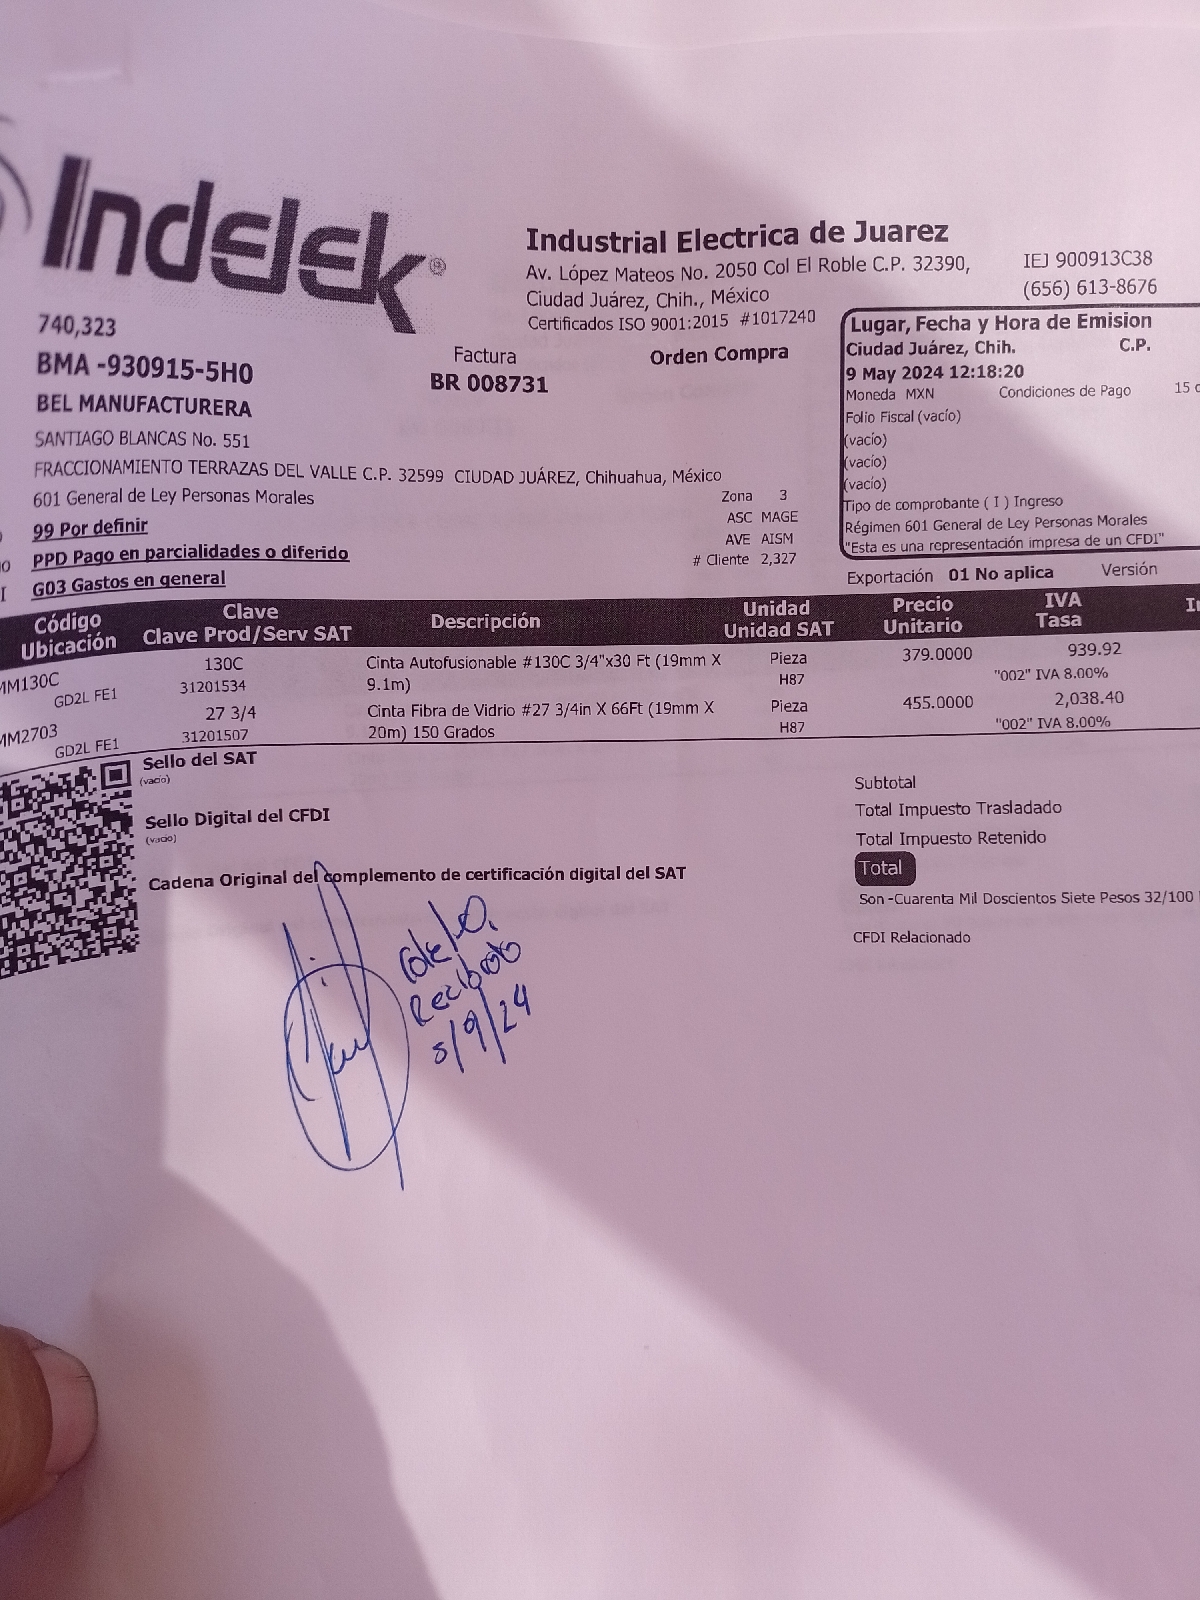 Indelek®
Industrial Electrica de Juarez
Av. López Mateos No. 2050 Col El Roble C.P. 32390,
Ciudad Juárez, Chih., México
Certificados ISO 9001:2015 #1017240
IEJ 900913C38
(656) 613-8676
740,323
BMA -930915-5H0
BEL MANUFACTURERA
SANTIAGO BLANCAS No. 551
FRACCIONAMIENTO TERRAZAS DEL VALLE C.P. 32599 CIUDAD JUÁREZ, Chihuahua, México
601 General de Ley Personas Morales
99 Por definir
PPD Pago en parcialidades o diferido
G03 Gastos en general
Factura
BR 008731
Orden Compra
Zona 3
ASC MAGE
AVE AISM
# Cliente 2,327
Lugar, Fecha y Hora de Emision
Ciudad Juárez, Chih. C.P.
9 May 2024 12:18:20
Moneda MXN Condiciones de Pago 15
Folio Fiscal (vacío)
(vacío)
(vacío)
(vacío)
Tipo de comprobante ( I ) Ingreso
Régimen 601 General de Ley Personas Morales
"Esta es una representación impresa de un CFDI"
Exportación 01 No aplica Versión
Código Clave Descripción Unidad Precio IVA
Ubicación Clave Prod/Serv SAT Unidad SAT Unitario Tasa
MM130C 130C Cinta Autofusionable #130C 3/4"x30 Ft (19mm X Pieza 379.0000 939.92
GD2L FE1 31201534 9.1m) H87 "002" IVA 8.00%
MM2703 27 3/4 Cinta Fibra de Vidrio #27 3/4in X 66Ft (19mm X Pieza 455.0000 2,038.40
GD2L FE1 31201507 20m) 150 Grados H87 "002" IVA 8.00%
Sello del SAT
(vacio)
Sello Digital del CFDI
(vacio)
Cadena Original del complemento de certificación digital del SAT
Subtotal
Total Impuesto Trasladado
Total Impuesto Retenido
Total
Son -Cuarenta Mil Doscientos Siete Pesos 32/100
CFDI Relacionado
Recibido
5/9/24